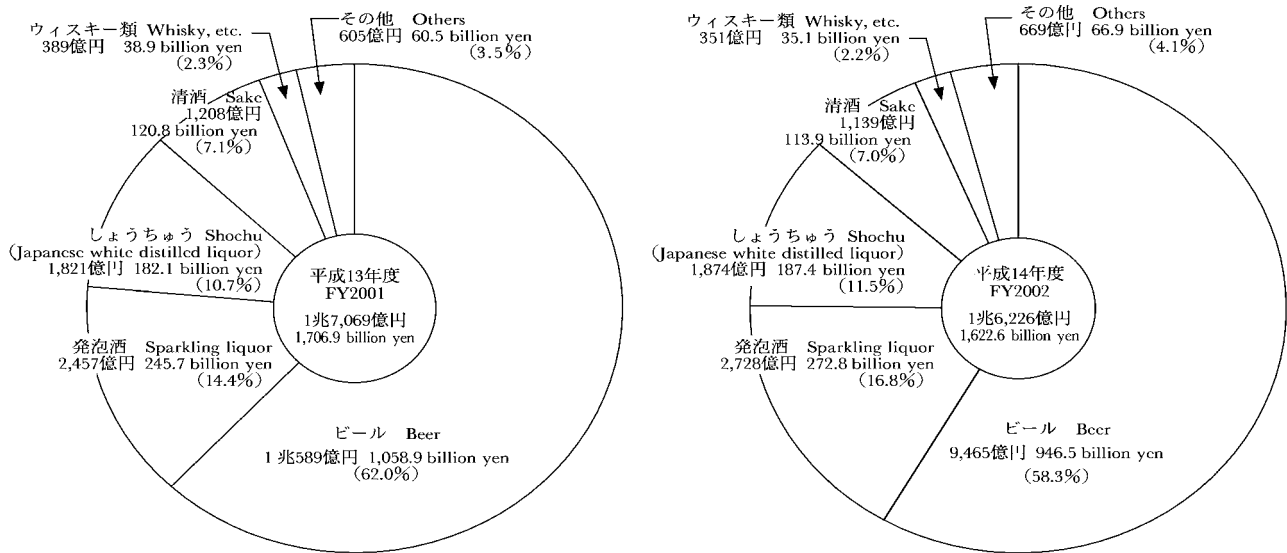 ウィスキー類 Whisky, etc.
389億円 38.9 billion yen
(2.3%)
その他 Others
605億円 60.5 billion yen
(3.5%)
清酒 Sake
1,208億円
120.8 billion yen
(7.1%)
しょうちゅう Shochu
(Japanese white distilled liquor)
1,821億円 182.1 billion yen
(10.7%)
平成13年度
FY2001
1兆7,069億円
1,706.9 billion yen
発泡酒 Sparkling liquor
2,457億円 245.7 billion yen
(14.4%)
ビール Beer
1兆589億円 1,058.9 billion yen
(62.0%)
ウィスキー類 Whisky, etc.
351億円 35.1 billion yen
(2.2%)
その他 Others
669億円 66.9 billion yen
(4.1%)
清酒 Sake
1,139億円
113.9 billion yen
(7.0%)
しょうちゅう Shochu
(Japanese white distilled liquor)
1,874億円 187.4 billion yen
(11.5%)
平成14年度
FY2002
1兆6,226億円
1,622.6 billion yen
発泡酒 Sparkling liquor
2,728億円 272.8 billion yen
(16.8%)
ビール Beer
9,465億円 946.5 billion yen
(58.3%)